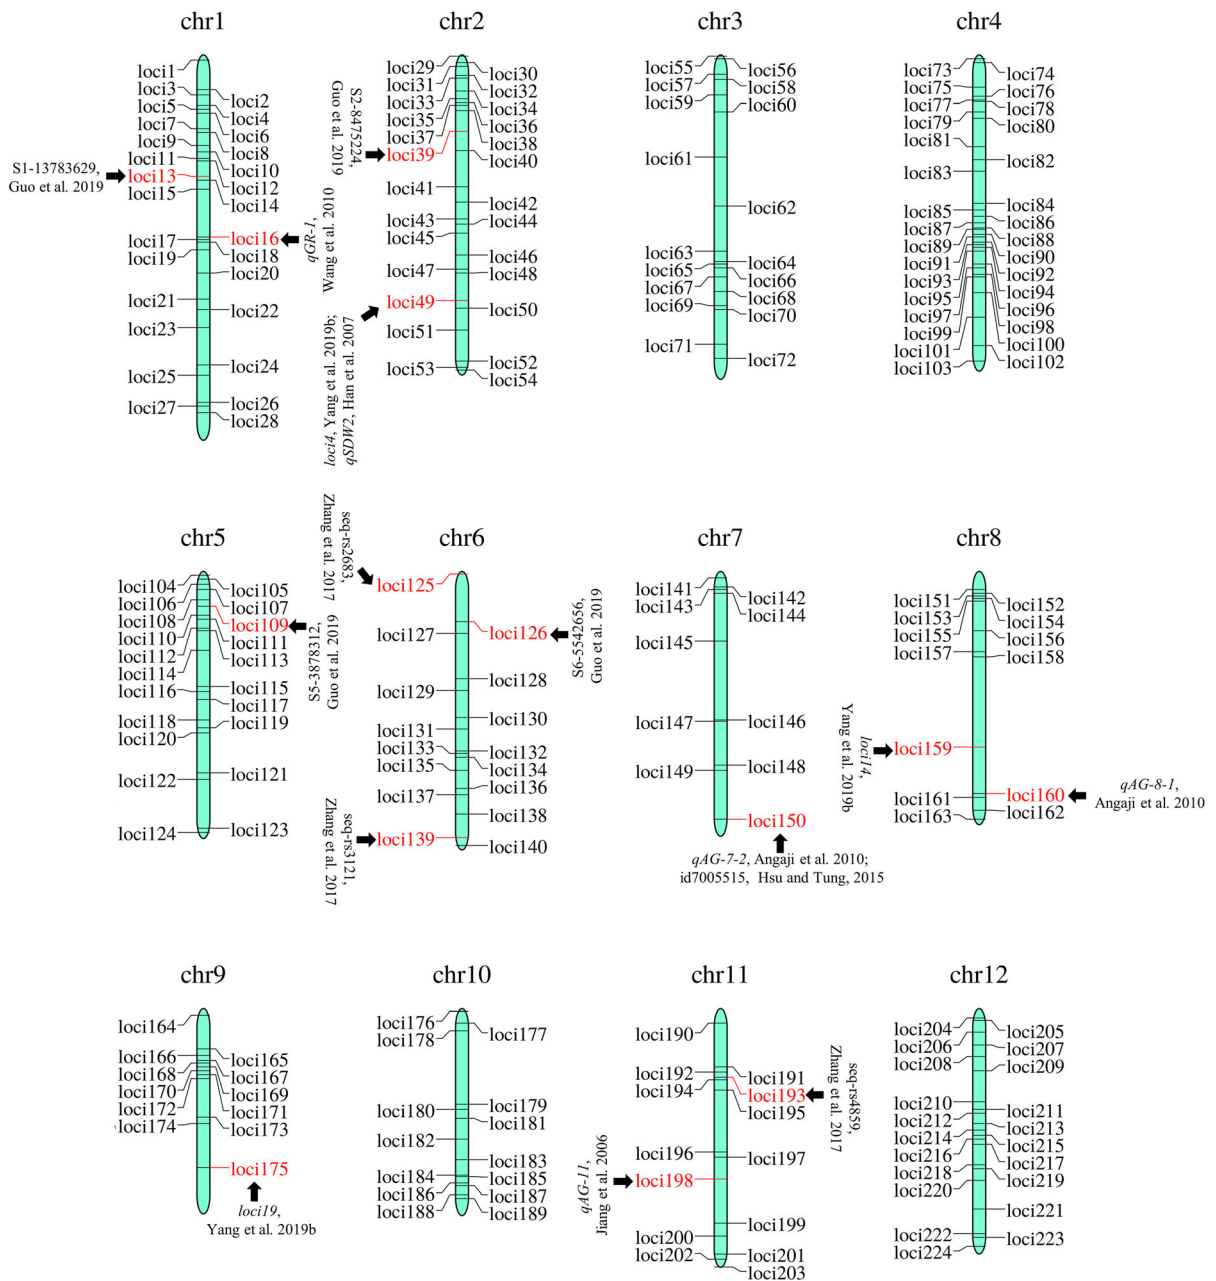 chr1
loci1
loci3
loci5
loci7
loci9
loci11
loci13
loci15
loci17
loci19
loci21
loci23
loci25
loci27
loci2
loci4
loci6
loci8
loci10
loci12
loci14
loci16
loci18
loci20
loci22
loci24
loci26
loci28
S1-13783629,
Guo et al. 2019
qGR-1,
Wang et al. 2010
chr2
loci29
loci31
loci33
loci35
loci37
loci39
loci41
loci43
loci45
loci47
loci49
loci51
loci53
loci30
loci32
loci34
loci36
loci38
loci40
loci42
loci44
loci46
loci48
loci50
loci52
loci54
S2-8475224,
Guo et al. 2019
loci4, Yang et al. 2019b;
qSDW2, Han et al. 2007
chr3
loci55
loci57
loci59
loci61
loci63
loci65
loci67
loci69
loci71
loci56
loci58
loci60
loci62
loci64
loci66
loci68
loci70
loci72
chr4
loci73
loci75
loci77
loci79
loci81
loci83
loci85
loci87
loci89
loci91
loci93
loci95
loci97
loci99
loci101
loci103
loci74
loci76
loci78
loci80
loci82
loci84
loci86
loci88
loci90
loci92
loci94
loci96
loci98
loci100
loci102
chr5
loci104
loci106
loci108
loci110
loci112
loci114
loci116
loci118
loci120
loci122
loci124
loci105
loci107
loci109
loci111
loci113
loci115
loci117
loci119
loci121
loci123
S5-3878312,
Guo et al. 2019
chr6
loci125
loci127
loci129
loci131
loci133
loci135
loci137
loci139
loci126
loci128
loci130
loci132
loci134
loci136
loci138
loci140
seq-rs2683,
Zhang et al. 2017
S6-5542656,
Guo et al. 2019
seq-rs3121,
Zhang et al. 2017
chr7
loci141
loci143
loci145
loci147
loci149
loci142
loci144
loci146
loci148
loci150
qAG-7-2, Angaji et al. 2010;
id7005515, Hsu and Tung, 2015
chr8
loci151
loci153
loci155
loci157
loci159
loci161
loci163
loci152
loci154
loci156
loci158
loci160
loci162
loci14,
Yang et al. 2019b
qAG-8-1,
Angaji et al. 2010
chr9
loci164
loci166
loci168
loci170
loci172
loci174
loci165
loci167
loci169
loci171
loci173
loci175
loci19,
Yang et al. 2019b
chr10
loci176
loci178
loci180
loci182
loci184
loci186
loci188
loci177
loci179
loci181
loci183
loci185
loci187
loci189
chr11
loci190
loci192
loci194
loci196
loci198
loci200
loci202
loci191
loci193
loci195
loci197
loci199
loci201
loci203
seq-rs4859,
Zhang et al. 2017
qAG-11,
Jiang et al. 2006
chr12
loci204
loci206
loci208
loci210
loci212
loci214
loci216
loci218
loci220
loci222
loci224
loci205
loci207
loci209
loci211
loci213
loci215
loci217
loci219
loci221
loci223